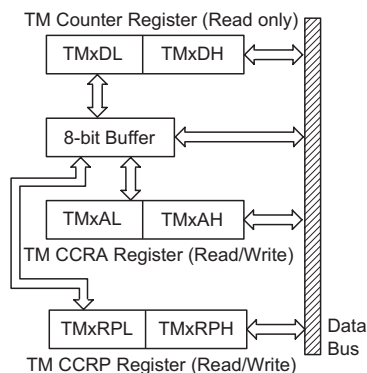 TM Counter Register (Read only)
TMxDL TMxDH
8-bit Buffer
TMxAL TMxAH
TM CCRA Register (Read/Write)
TMxRPL TMxRPH
TM CCRP Register (Read/Write)
Data
Bus